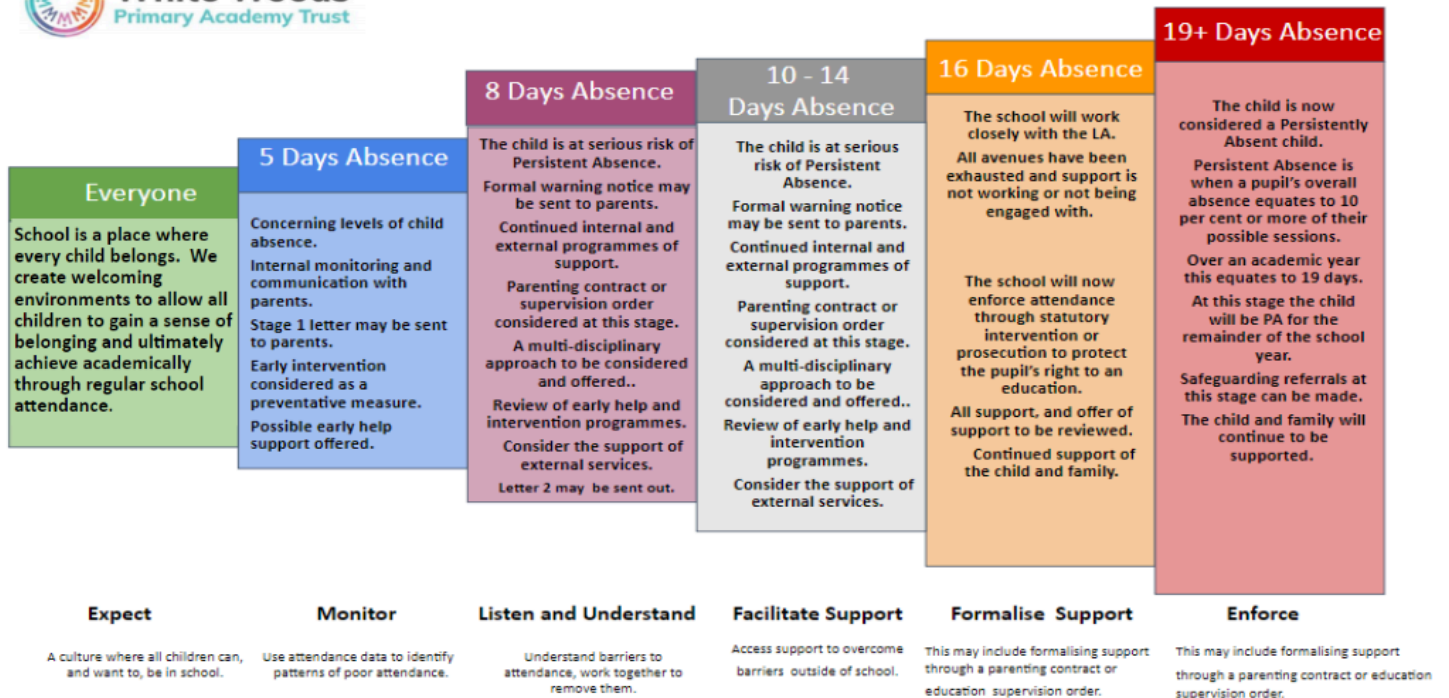 Primary Academy Trust
Everyone
School is a place where
every child belongs.  We
create welcoming
environments to allow all
children to gain a sense of
belonging and ultimately
achieve academically
through regular school
attendance.
5 Days Absence
Concerning levels of child
absence.
Internal monitoring and
communication with
parents.
Stage 1 letter may be sent
to parents.
Early intervention
considered as a
preventative measure.
Possible early help
support offered.
8 Days Absence
The child is at serious risk of
Persistent Absence.
Formal warning notice may
be sent to parents.
Continued internal and
external programmes of
support.
Parenting contract or
supervision order
considered at this stage.
A multi-disciplinary
approach to be considered
and offered..
Review of early help and
intervention programmes.
Consider the support of
external services.
Letter 2 may  be sent out.
10 - 14
Days Absence
The child is at serious
risk of Persistent
Absence.
Formal warning notice
may be sent to parents.
Continued internal and
external programmes of
support.
Parenting contract or
supervision order
considered at this stage.
A multi-disciplinary
approach to be
considered and offered..
Review of early help and
intervention
programmes.
Consider the support of
external services.
16 Days Absence
The school will work
closely with the LA.
All avenues have been
exhausted and support is
not working or not being
engaged with.
The school will now
enforce attendance
through statutory
intervention or
prosecution to protect
the pupil's right to an
education.
All support, and offer of
support to be reviewed.
Continued support of
the child and family.
19+ Days Absence
The child is now
considered a Persistently
Absent child.
Persistent Absence is
when a pupil's overall
absence equates to 10
per cent or more of their
possible sessions.
Over an academic year
this equates to 19 days.
At this stage the child
will be PA for the
remainder of the school
year.
Safeguarding referrals at
this stage can be made.
The child and family will
continue to be
supported.
Expect
A culture where all children can,
and want to, be in school.
Monitor
Use attendance data to identify
patterns of poor attendance.
Listen and Understand
Understand barriers to
attendance, work together to
remove them.
Facilitate Support
Access support to overcome
barriers  outside of school.
Formalise  Support
This may include formalising support
through a parenting contract or
education  supervision order.
Enforce
This may include formalising support
through a parenting contract or education
supervision order.